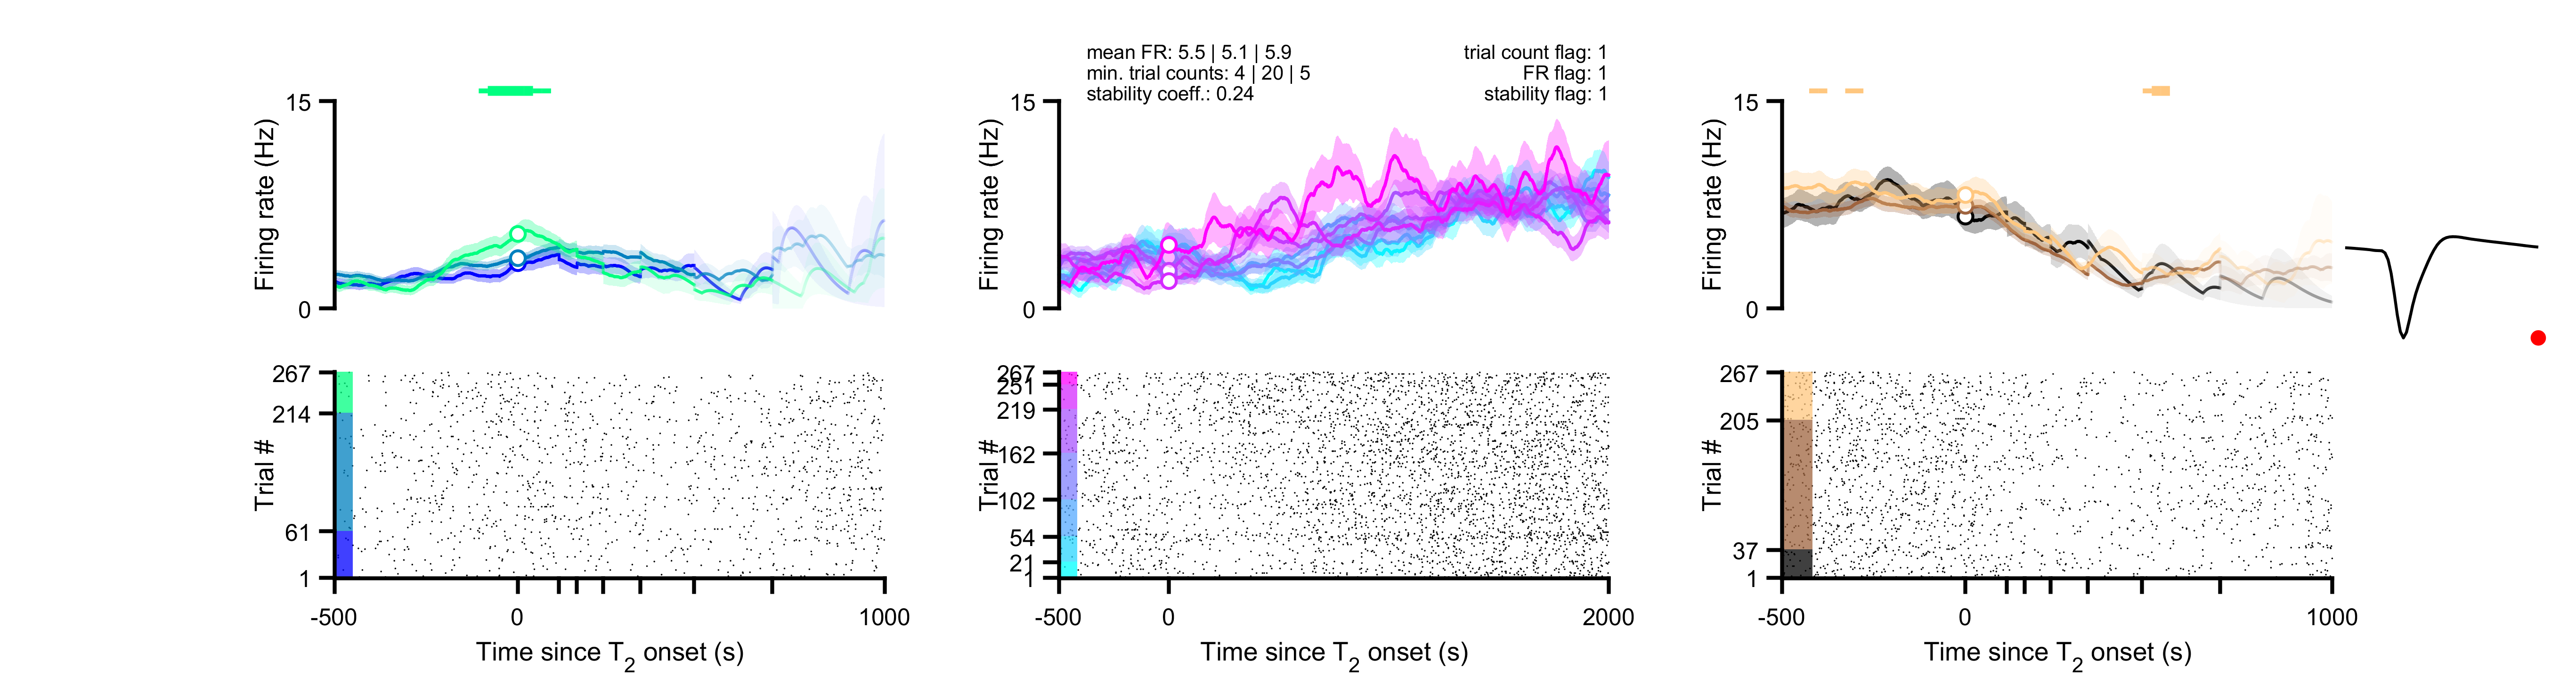 mean FR: 5.5 | 5.1 | 5.9
min. trial counts: 4 | 20 | 5
stability coeff.: 0.24
trial count flag: 1
FR flag: 1
stability flag: 1
15
Firing rate (Hz)
0
15
Firing rate (Hz)
0
15
Firing rate (Hz)
0
267
214
61
1
Trial #
-500
0
1000
Time since T2 onset (s)
267
251
219
162
102
54
21
1
Trial #
-500
0
2000
Time since T2 onset (s)
267
205
37
1
Trial #
-500
0
1000
Time since T2 onset (s)